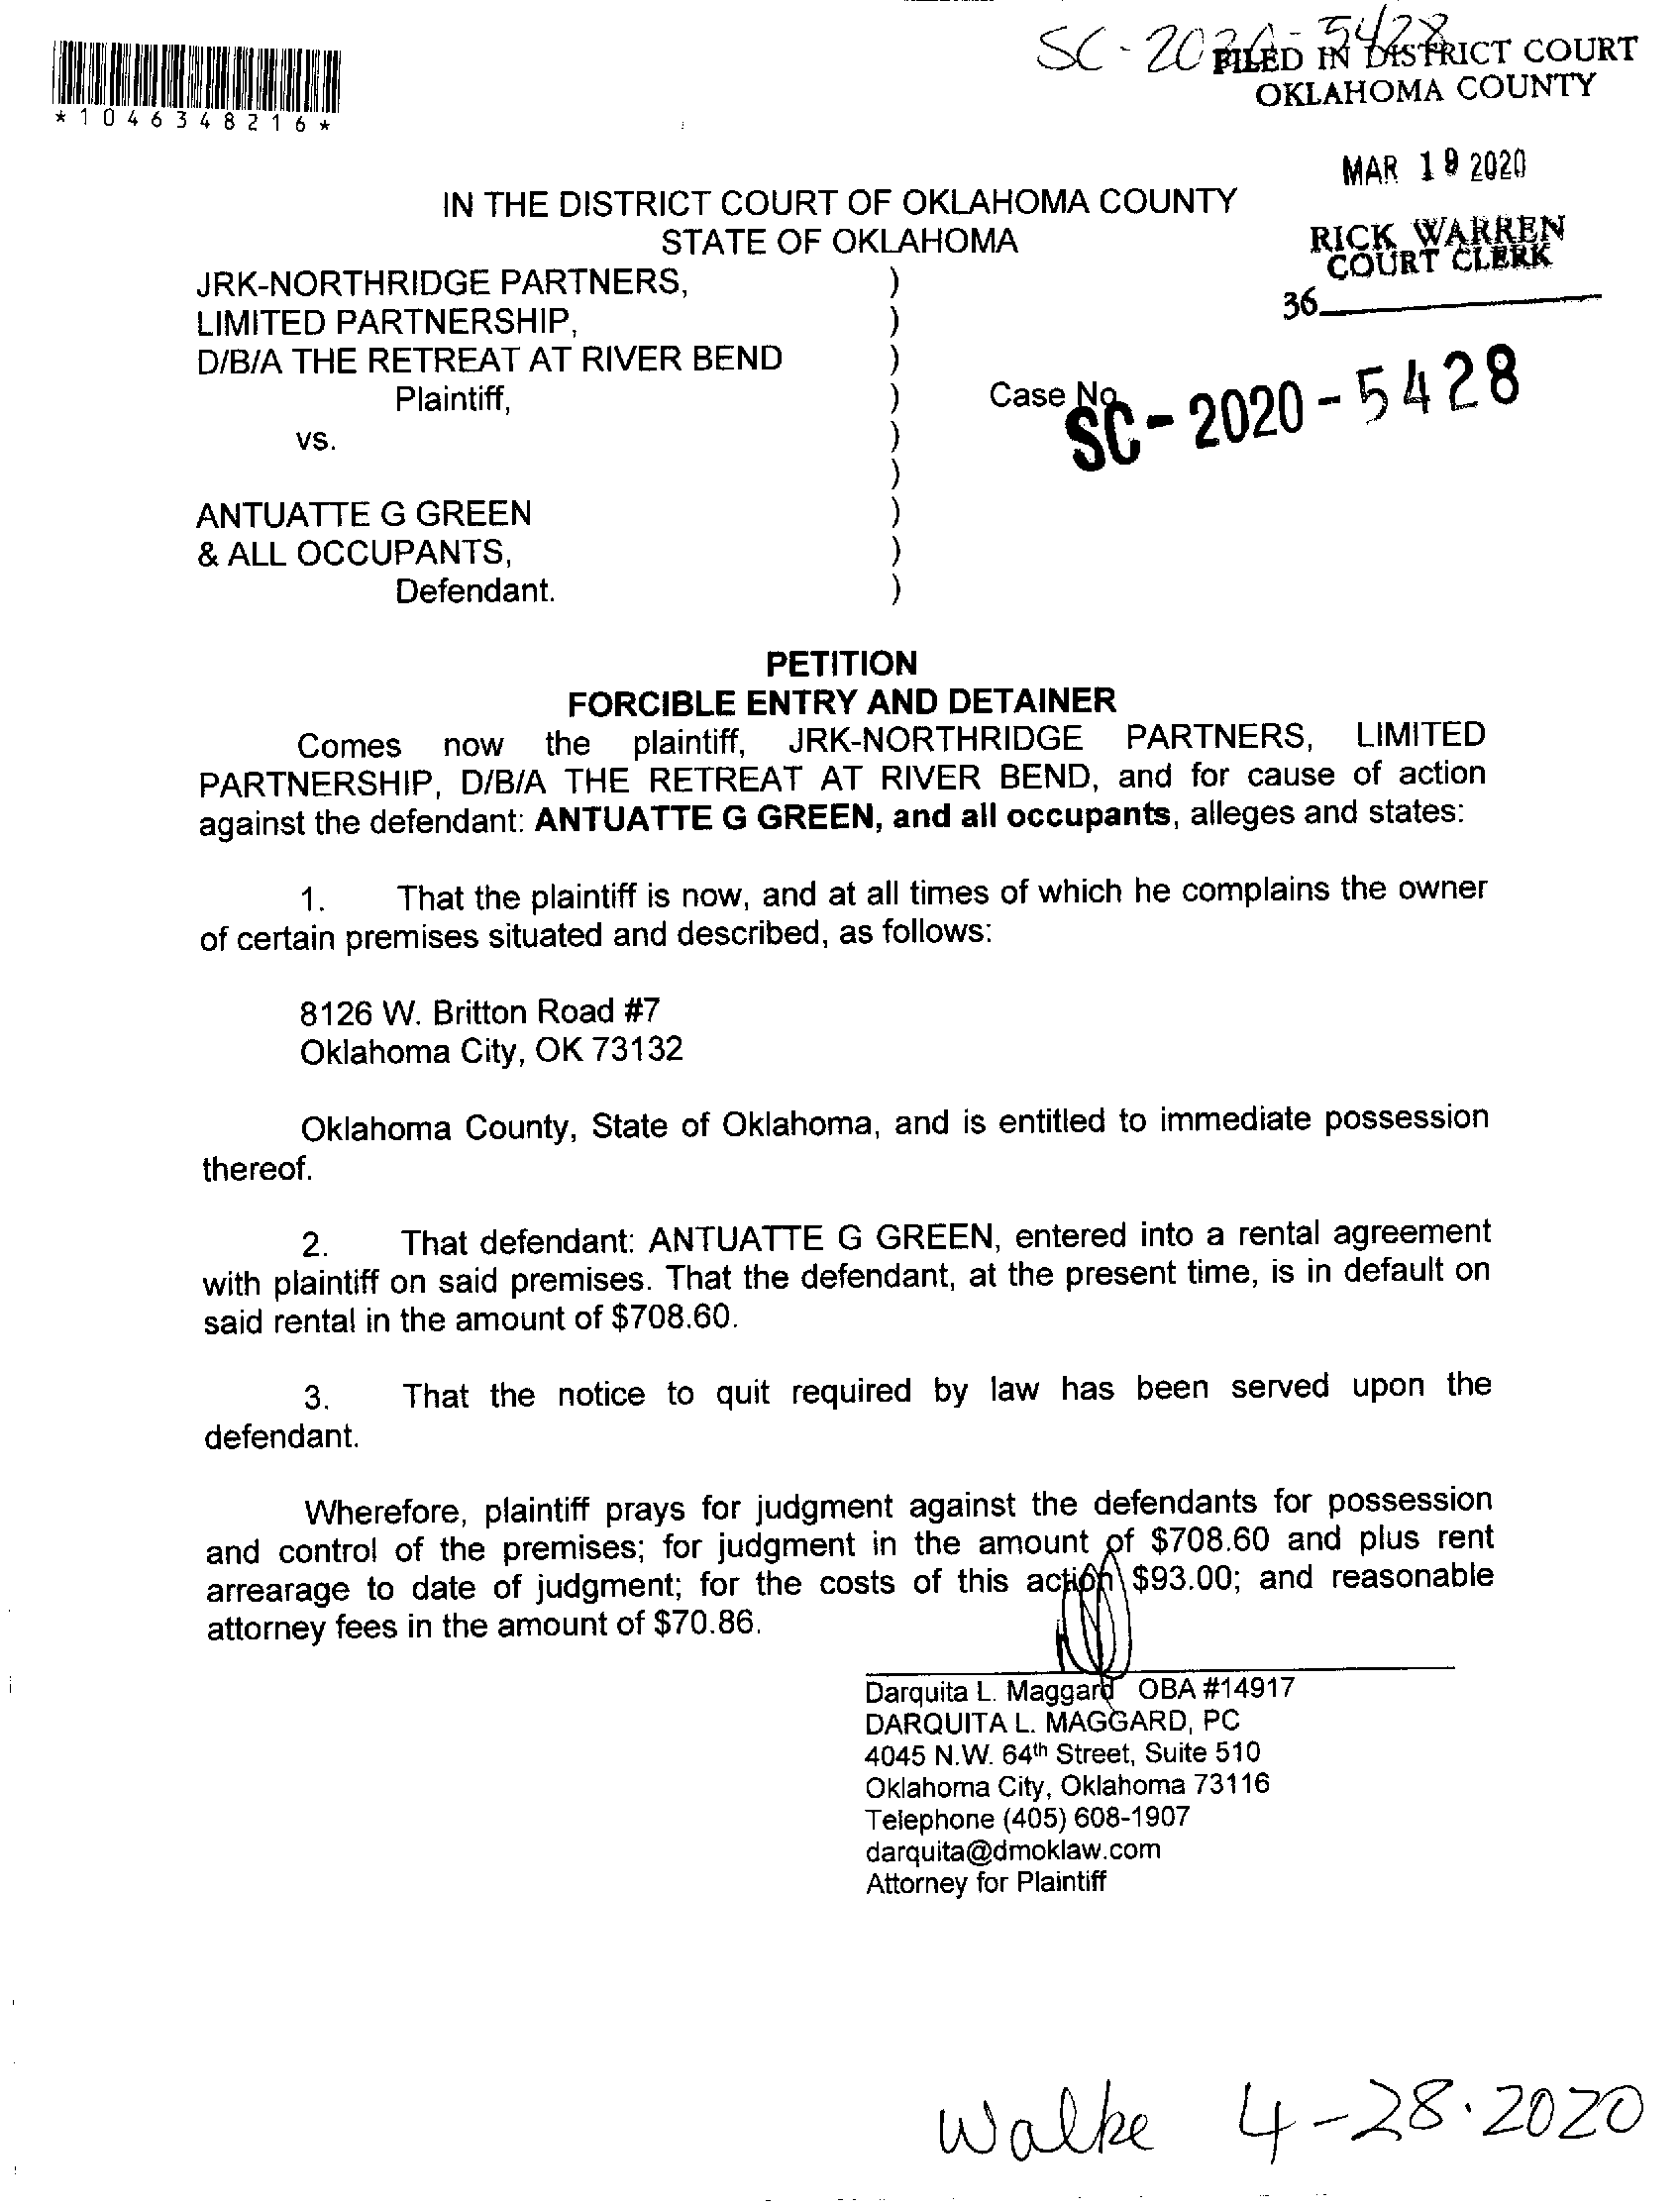 SC-2020-5428
FILED IN DISTRICT COURT
OKLAHOMA COUNTY
*1046348216*
MAR 19 2020
RICK WARREN
COURT CLERK
36
IN THE DISTRICT COURT OF OKLAHOMA COUNTY
STATE OF OKLAHOMA
JRK-NORTHRIDGE PARTNERS, )
LIMITED PARTNERSHIP, )
D/B/A THE RETREAT AT RIVER BEND )
Plaintiff, ) Case No.
SC-2020-5428
vs. )
)
ANTUATTE G GREEN )
& ALL OCCUPANTS, )
Defendant. )
PETITION
FORCIBLE ENTRY AND DETAINER
Comes now the plaintiff, JRK-NORTHRIDGE PARTNERS, LIMITED
PARTNERSHIP, D/B/A THE RETREAT AT RIVER BEND, and for cause of action
against the defendant: ANTUATTE G GREEN, and all occupants, alleges and states:
1. That the plaintiff is now, and at all times of which he complains the owner
of certain premises situated and described, as follows:
8126 W. Britton Road #7
Oklahoma City, OK 73132
Oklahoma County, State of Oklahoma, and is entitled to immediate possession
thereof.
2. That defendant: ANTUATTE G GREEN, entered into a rental agreement
with plaintiff on said premises. That the defendant, at the present time, is in default on
said rental in the amount of $708.60.
3. That the notice to quit required by law has been served upon the
defendant.
Wherefore, plaintiff prays for judgment against the defendants for possession
and control of the premises; for judgment in the amount of $708.60 and plus rent
arrearage to date of judgment; for the costs of this action $93.00; and reasonable
attorney fees in the amount of $70.86.
Darquita L. Maggard OBA #14917
DARQUITA L. MAGGARD, PC
4045 N.W. 64th Street, Suite 510
Oklahoma City, Oklahoma 73116
Telephone (405) 608-1907
darquita@dmoklaw.com
Attorney for Plaintiff
Walke 4-28-2020